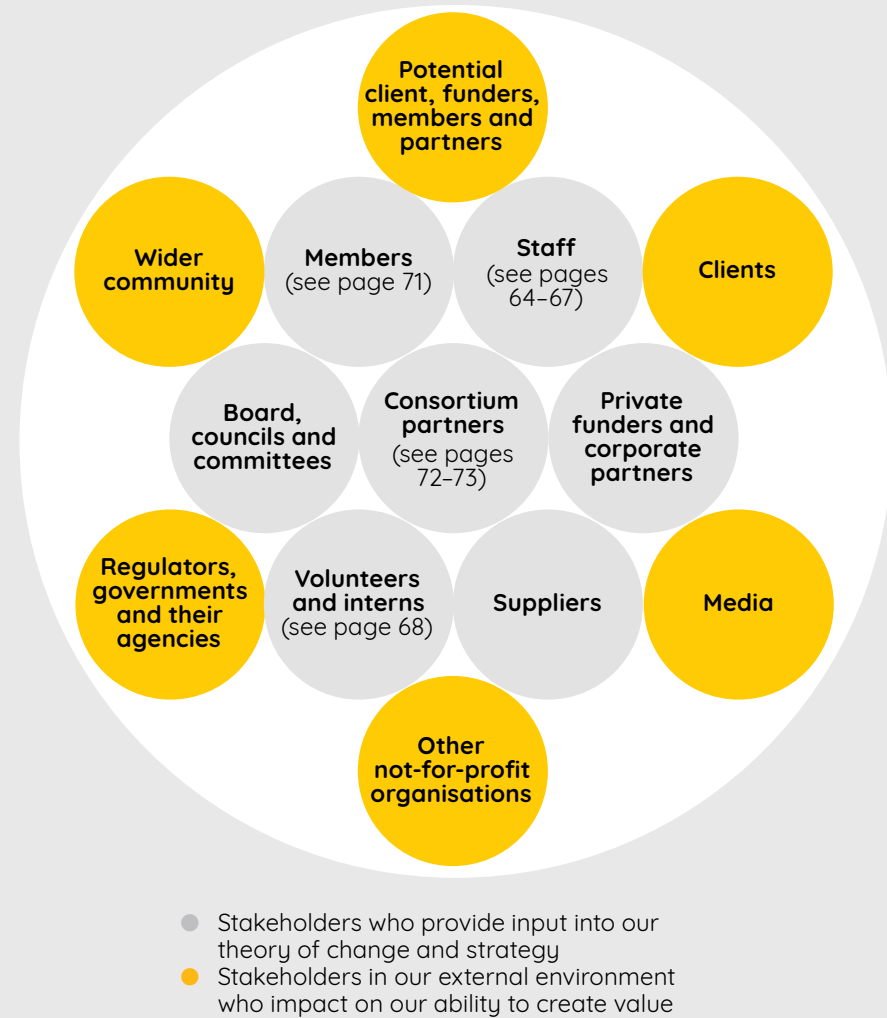 Potential
client, funders,
members and
partners
Wider
community
Members
(see page 71)
Staff
(see pages
64–67)
Clients
Board,
councils and
committees
Consortium
partners
(see pages
72–73)
Private
funders and
corporate
partners
Regulators,
governments
and their
agencies
Volunteers
and interns
(see page 68)
Suppliers
Media
Other
not-for-profit
organisations
Stakeholders who provide input into our
theory of change and strategy
Stakeholders in our external environment
who impact on our ability to create value